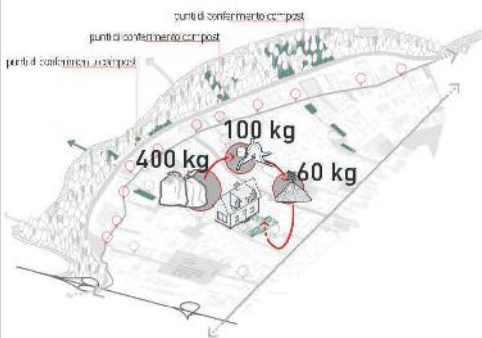 punti di conferimento compost
punti di conferimento compost
punti di conferimento compost
100 kg
400 kg
60 kg